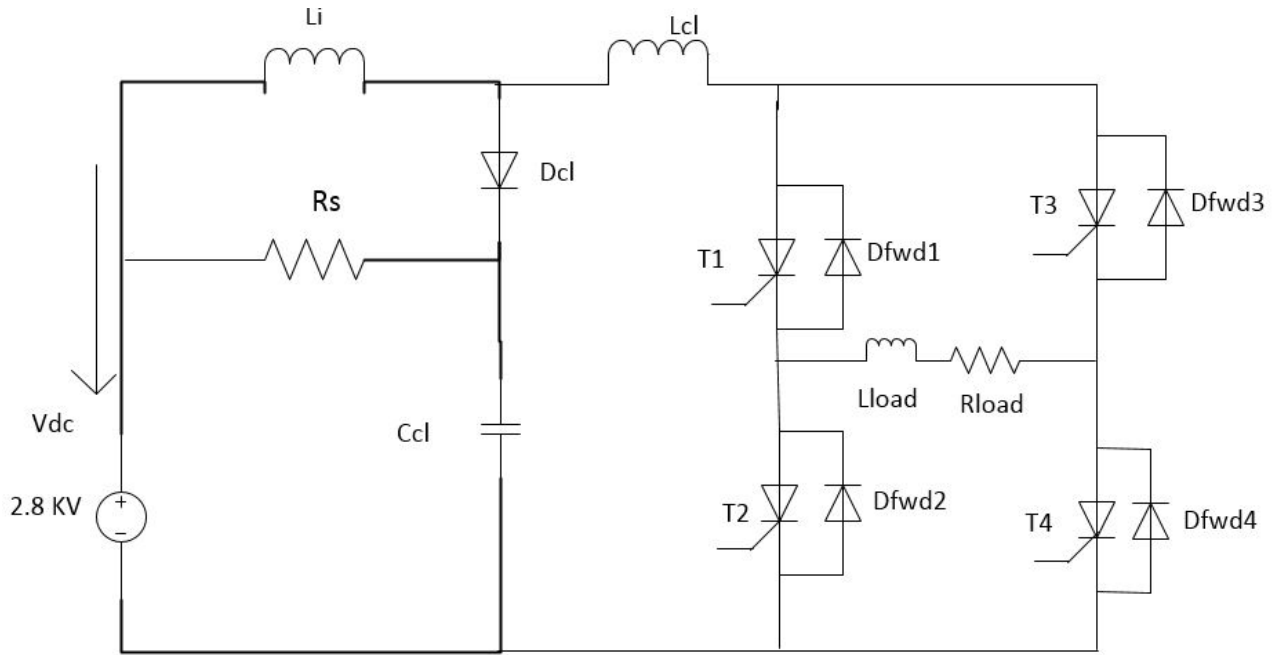 Li
Lcl
Dcl
Rs
T3
Dfwd3
T1
Dfwd1
Lload
Rload
Vdc
Ccl
2.8 KV
+
−
T2
Dfwd2
T4
Dfwd4